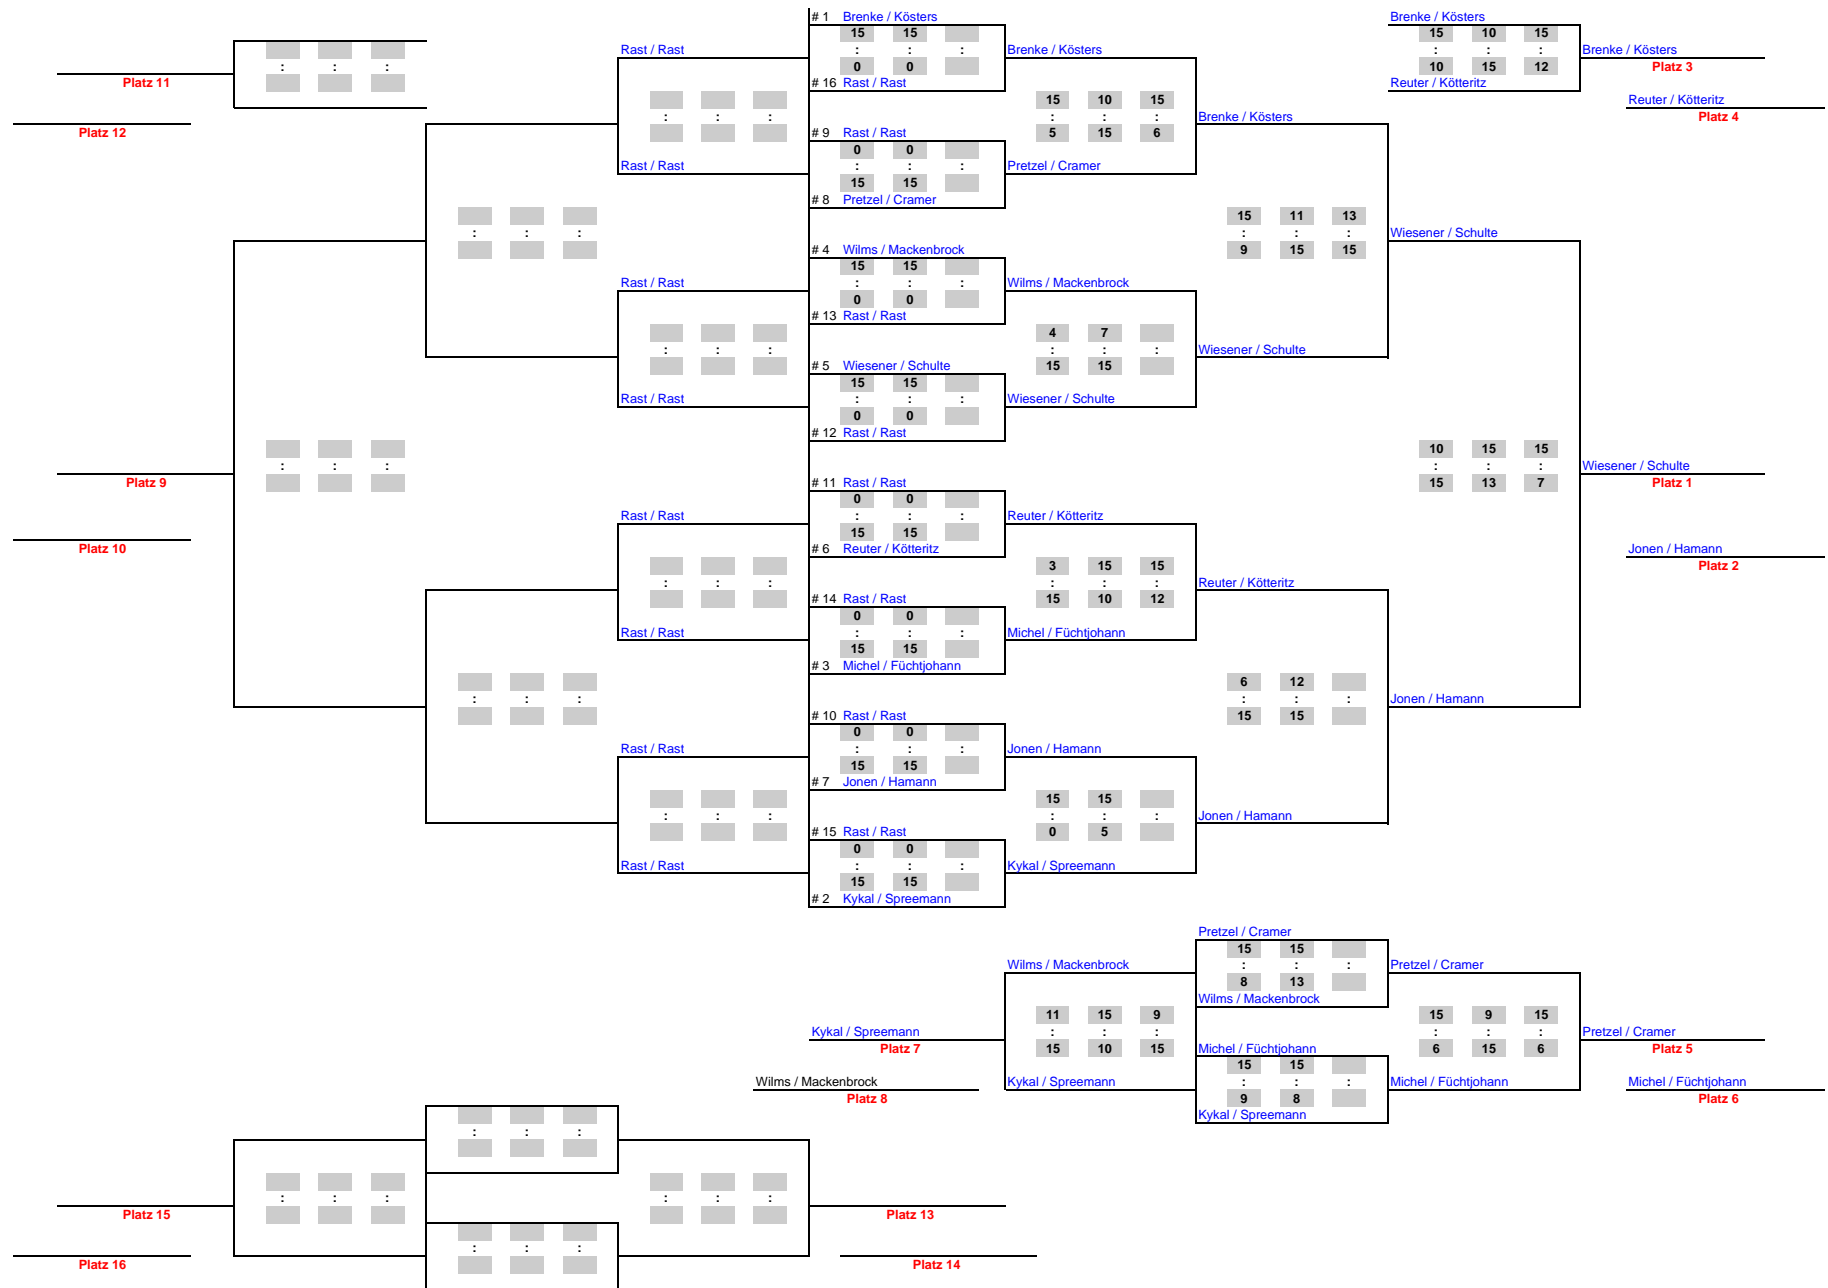 # 1 Brenke / Kösters Brenke / Kösters
15 15 15 10 15
Rast / Rast : : : Brenke / Kösters : : : Brenke / Kösters
: : : 0 0 10 15 12 Platz 3
Platz 11 # 16 Rast / Rast Reuter / Kötteritz
15 10 15 Reuter / Kötteritz
: : : : : : Brenke / Kösters Platz 4
Platz 12 # 9 Rast / Rast 5 15 6
0 0
Rast / Rast : : : Pretzel / Cramer
15 15
# 8 Pretzel / Cramer
15 11 13
: : : : : : Wiesener / Schulte
# 4 Wilms / Mackenbrock 9 15 15
15 15
Rast / Rast : : : Wilms / Mackenbrock
0 0
# 13 Rast / Rast
4 7
: : : : : : Wiesener / Schulte
# 5 Wiesener / Schulte 15 15
15 15
Rast / Rast : : : Wiesener / Schulte
0 0
# 12 Rast / Rast
10 15 15
: : : : : : Wiesener / Schulte
Platz 9 # 11 Rast / Rast 15 13 7 Platz 1
0 0
Rast / Rast : : : Reuter / Kötteritz
15 15
Platz 10 # 6 Reuter / Kötteritz Jonen / Hamann
3 15 15 Platz 2
: : : : : : Reuter / Kötteritz
# 14 Rast / Rast 15 10 12
0 0
Rast / Rast : : : Michel / Füchtjohann
15 15
# 3 Michel / Füchtjohann
6 12
: : : : : : Jonen / Hamann
# 10 Rast / Rast 15 15
0 0
Rast / Rast : : : Jonen / Hamann
15 15
# 7 Jonen / Hamann
15 15
: : : : : : Jonen / Hamann
# 15 Rast / Rast 0 5
0 0
Rast / Rast : : : Kykal / Spreemann
15 15
# 2 Kykal / Spreemann
Pretzel / Cramer
15 15
Wilms / Mackenbrock : : : Pretzel / Cramer
8 13
Wilms / Mackenbrock
11 15 9 15 9 15
Kykal / Spreemann : : : : : : Pretzel / Cramer
Platz 7 15 10 15 Michel / Füchtjohann 6 15 6 Platz 5
15 15
Wilms / Mackenbrock Kykal / Spreemann : : : Michel / Füchtjohann Michel / Füchtjohann
Platz 8 9 8 Platz 6
Kykal / Spreemann
: : :
: : : : : :
Platz 15 Platz 13
: : :
Platz 16 Platz 14